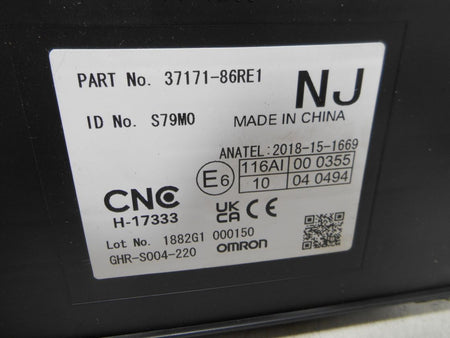 PART No. 37171-86RE1 NJ
ID No. S79M0 MADE IN CHINA
ANATEL:2018-15-1669
E6 116AI 00 0355
10 04 0494
CNC UK CA CE
H-17333
Lot No. 1882G1 000150
GHR-S004-220 OMRON